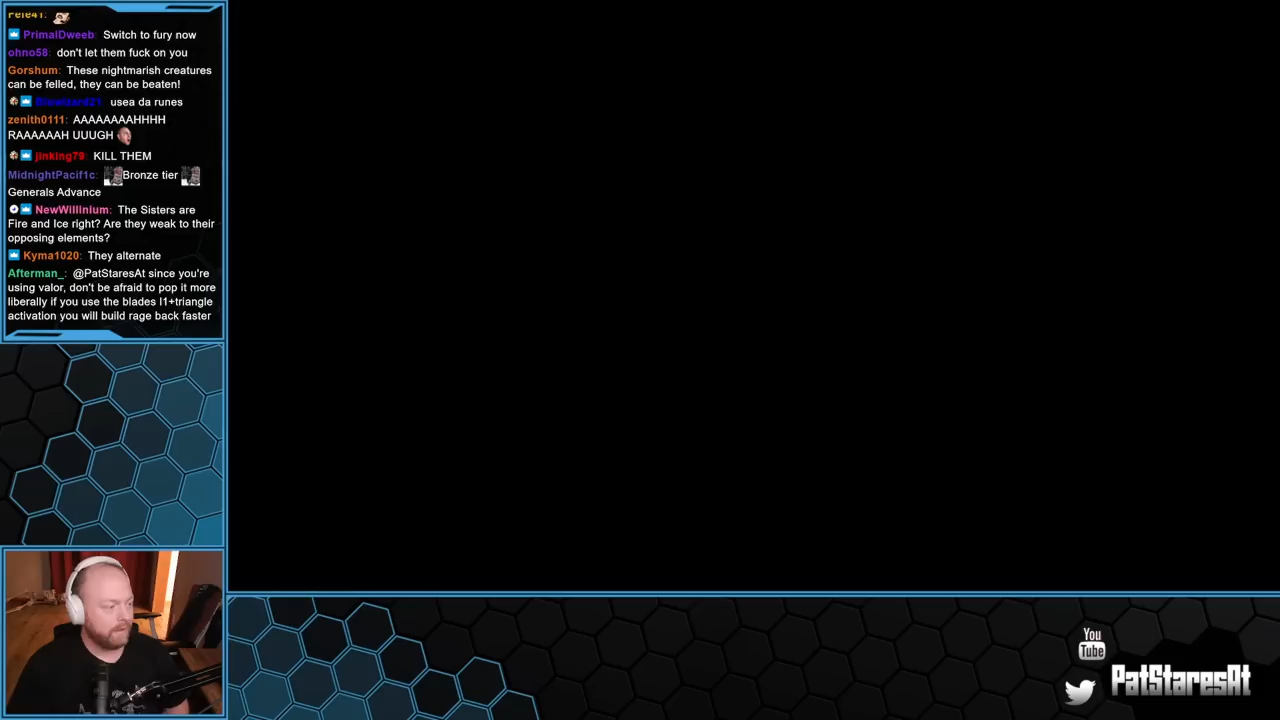 PrimalDweeb: Switch to fury now
ohno58: don't let them fuck on you
Gorshum: These nightmarish creatures
can be felled, they can be beaten!
usea da runes
zenith0111: AAAAAAAAHHHH
RAAAAAAH UUUGH
jinking79: KILL THEM
MidnightPacif1c: Bronze tier
Generals Advance
NewWillinium: The Sisters are
Fire and Ice right? Are they weak to their
opposing elements?
Kyma1020: They alternate
Afterman_: @PatStaresAt since you're
using valor, don't be afraid to pop it more
liberally if you use the blades l1+triangle
activation you will build rage back faster
You
Tube
PatStaresAt